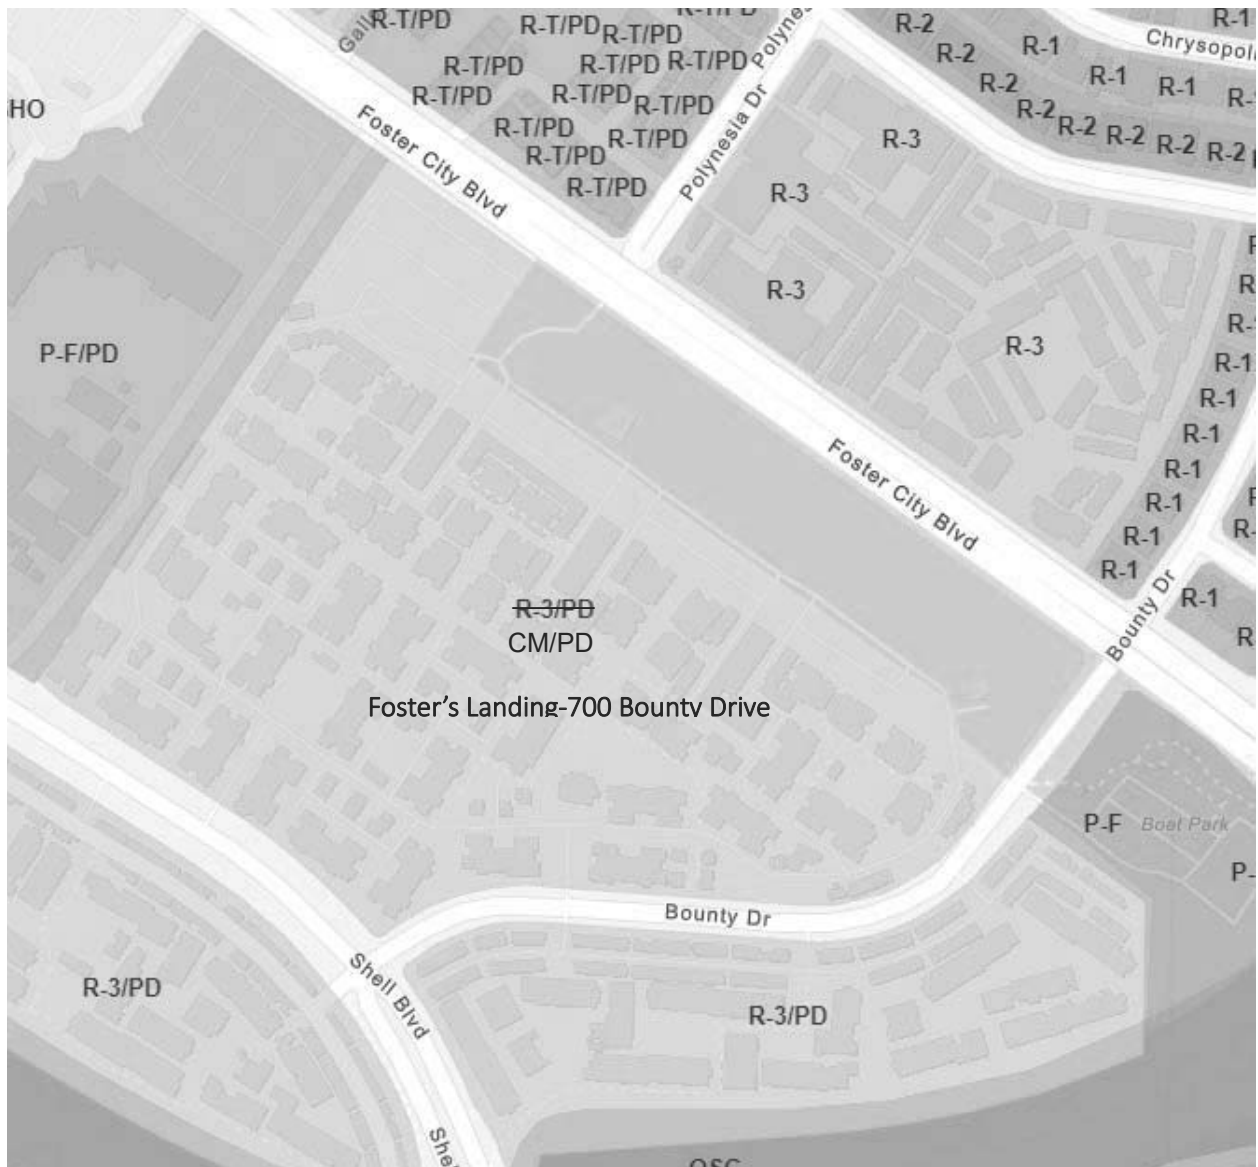 R-T/PD
R-T/PD
R-T/PD
R-T/PD
R-2
R-1
R-2
R-1
R-1
R-1
R-T/PD
R-T/PD
R-T/PD
R-T/PD
R-T/PD
R-T/PD
R-2
R-2
R-2
R-2
R-2
R-2
Foster City Blvd
R-T/PD
R-T/PD
R-T/PD
R-T/PD
Polynesia Dr
R-3
R-3
R-3
R-3
P-F/PD
R-1
R-1
R-1
R-1
R-1
R-1
R-1
R-1
Foster City Blvd
Bounty Dr
R-3/PD
CM/PD
Foster's Landing-700 Bounty Drive
P-F
Boat Park
Bounty Dr
Shell Blvd
R-3/PD
R-3/PD